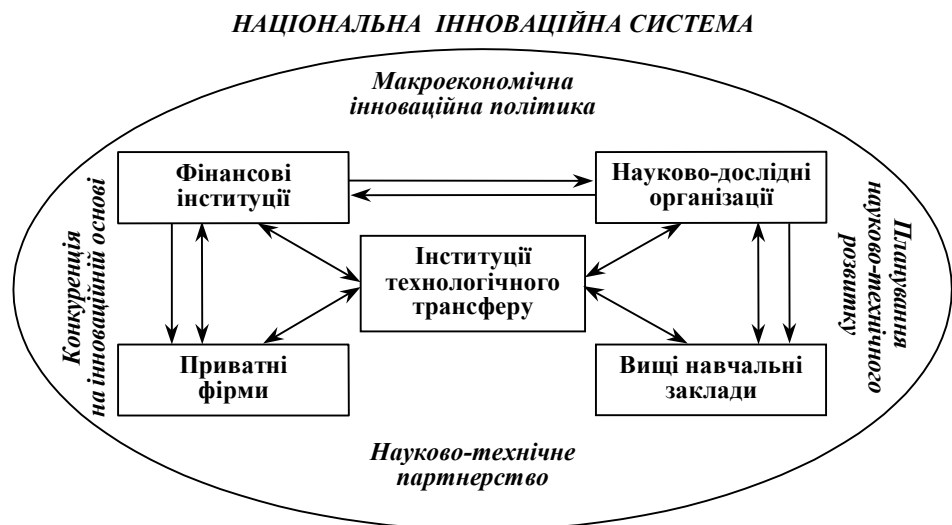 НАЦІОНАЛЬНА ІННОВАЦІЙНА СИСТЕМА
Макроекономічна
інноваційна політика
Фінансові
інституції
Науково-дослідні
організації
Конкуренція
на інноваційній основі
Інституції
технологічного
трансферу
Планування
науково-технічного
розвитку
Приватні
фірми
Вищі навчальні
заклади
Науково-технічне
партнерство